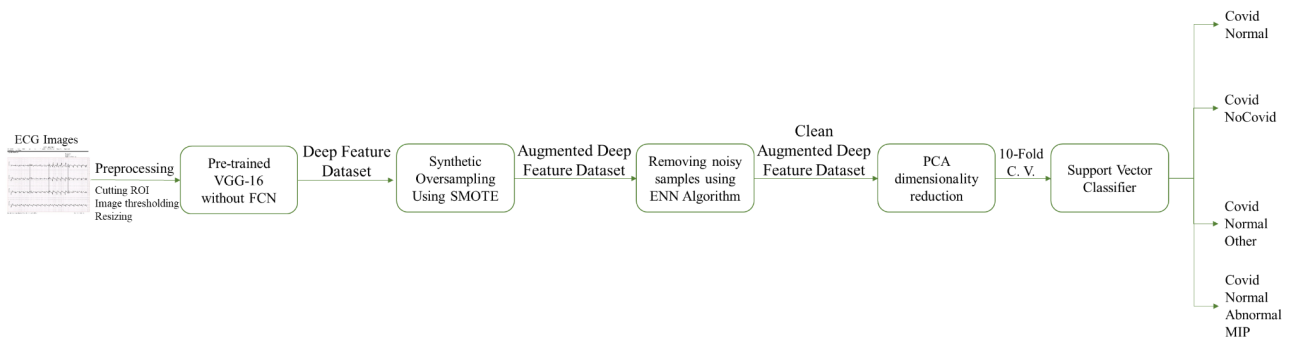 ECG Images
Preprocessing
Cutting ROI
Image thresholding
Resizing
Pre-trained
VGG-16
without FCN
Deep Feature
Dataset
Synthetic
Oversampling
Using SMOTE
Augmented Deep
Feature Dataset
Removing noisy
samples using
ENN Algorithm
Clean
Augmented Deep
Feature Dataset
PCA
dimensionality
reduction
10-Fold
C. V.
Support Vector
Classifier
Covid
Normal
Covid
NoCovid
Covid
Normal
Other
Covid
Normal
Abnormal
MIP